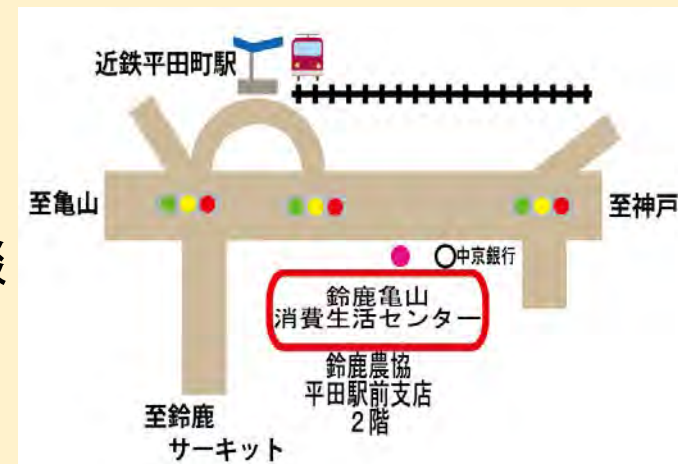 近鉄平田町駅
至亀山
至神戸
中京銀行
談
鈴鹿亀山
消費生活センター
鈴鹿農協
平田駅前支店
2階
至鈴鹿
サーキット